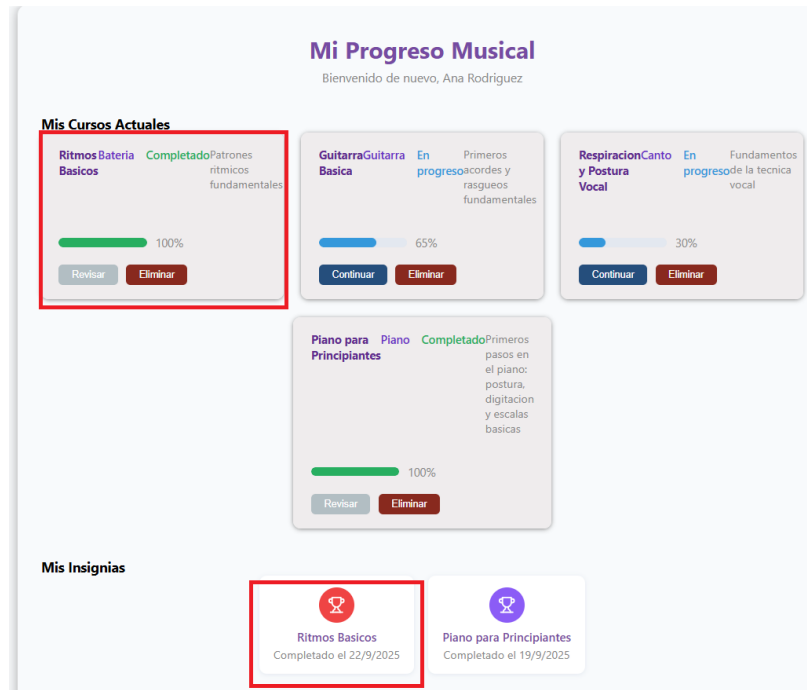 Mi Progreso Musical
Bienvenido de nuevo, Ana Rodriguez
Mis Cursos Actuales
Ritmos Basicos
Bateria
Completado
Patrones
ritmicos
fundamentales
100%
Revisar
Eliminar
Guitarra Basica
Guitarra
En
progreso
Primeros
acordes y
rasgueos
fundamentales
65%
Continuar
Eliminar
Respiracion
y Postura
Vocal
Canto
En
progreso
Fundamentos
de la tecnica
vocal
30%
Continuar
Eliminar
Piano para
Principiantes
Piano
Completado
Primeros
pasos en
el piano:
postura,
digitacion
y escalas
basicas
100%
Revisar
Eliminar
Mis Insignias
Ritmos Basicos
Completado el 22/9/2025
Piano para Principiantes
Completado el 19/9/2025